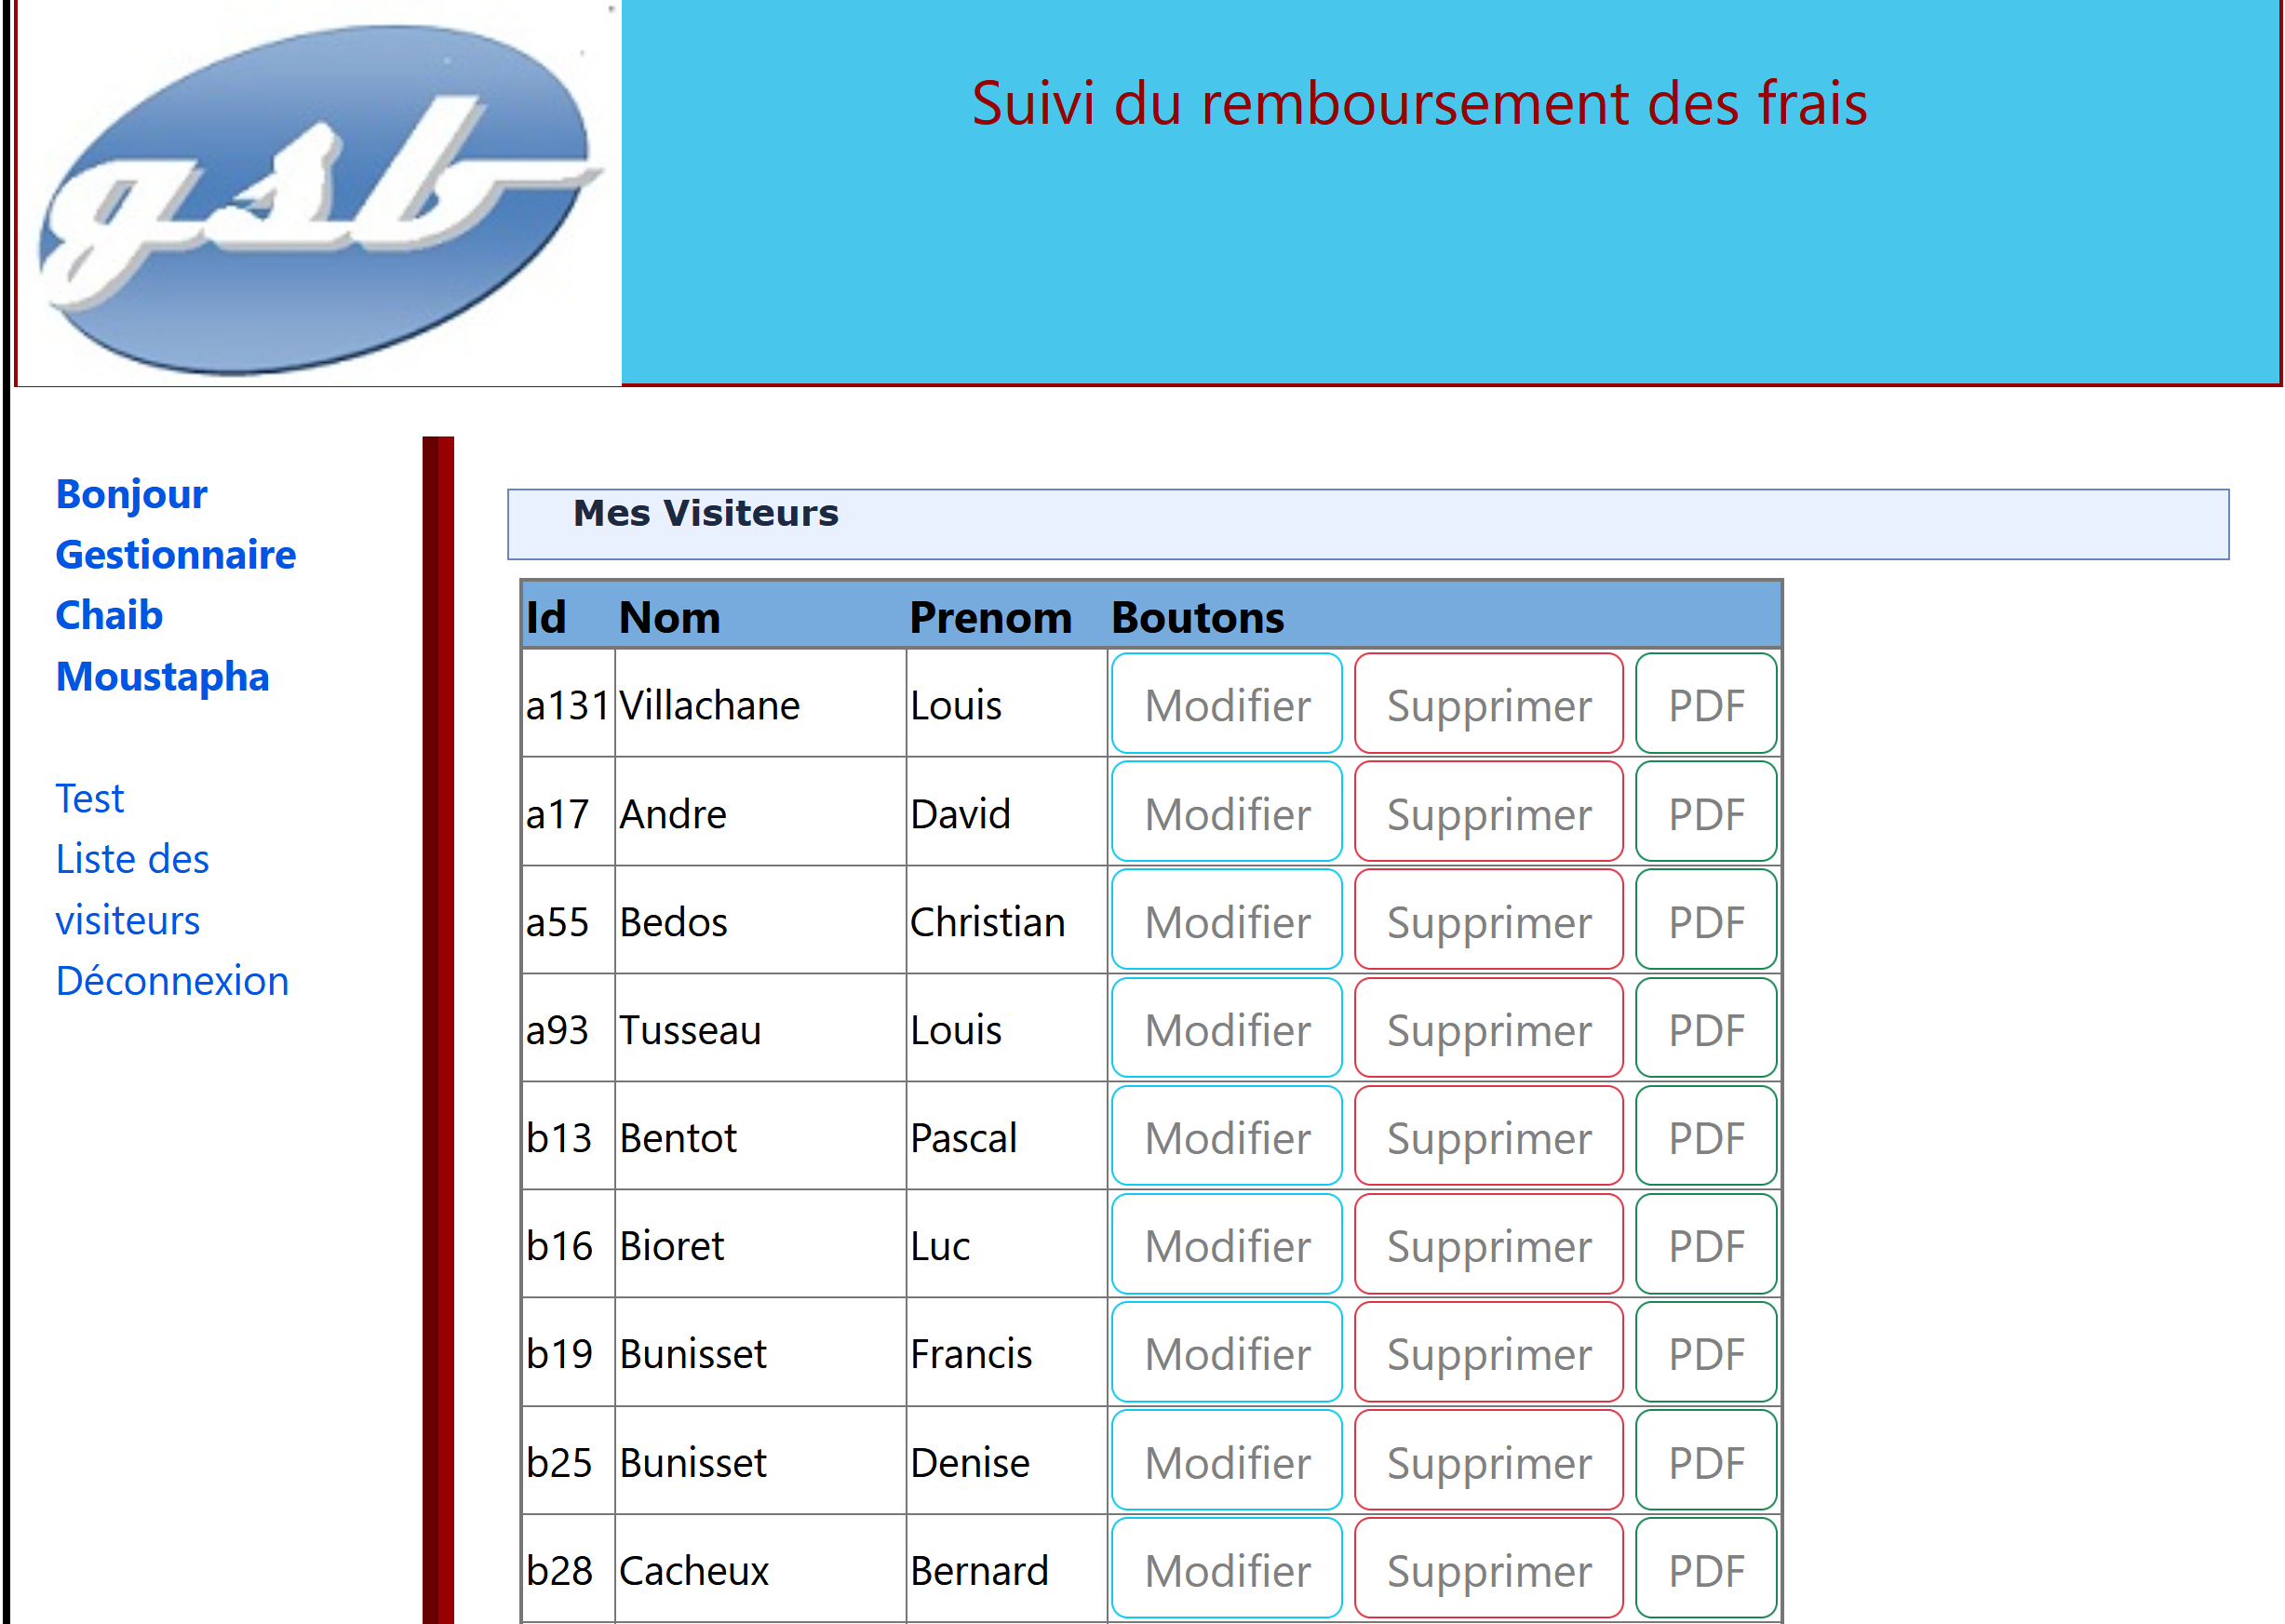 gsb
Suivi du remboursement des frais
Bonjour
Gestionnaire
Chaib
Moustapha
Test
Liste des
visiteurs
Déconnexion
Mes Visiteurs
Id Nom Prenom Boutons
a131 Villachane Louis Modifier Supprimer PDF
a17 Andre David Modifier Supprimer PDF
a55 Bedos Christian Modifier Supprimer PDF
a93 Tusseau Louis Modifier Supprimer PDF
b13 Bentot Pascal Modifier Supprimer PDF
b16 Bioret Luc Modifier Supprimer PDF
b19 Bunisset Francis Modifier Supprimer PDF
b25 Bunisset Denise Modifier Supprimer PDF
b28 Cacheux Bernard Modifier Supprimer PDF